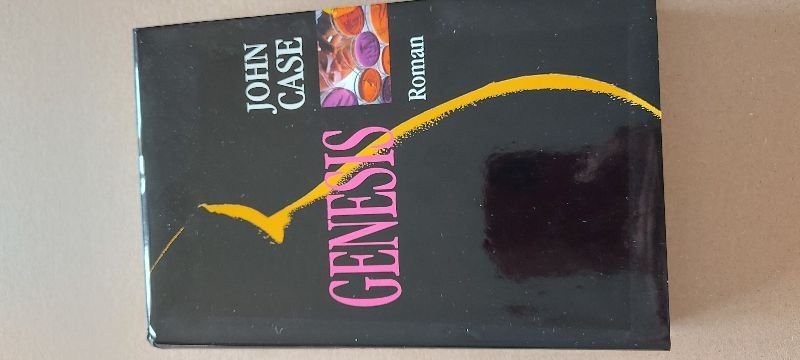 JOHN
CASE
GENESIS
Roman